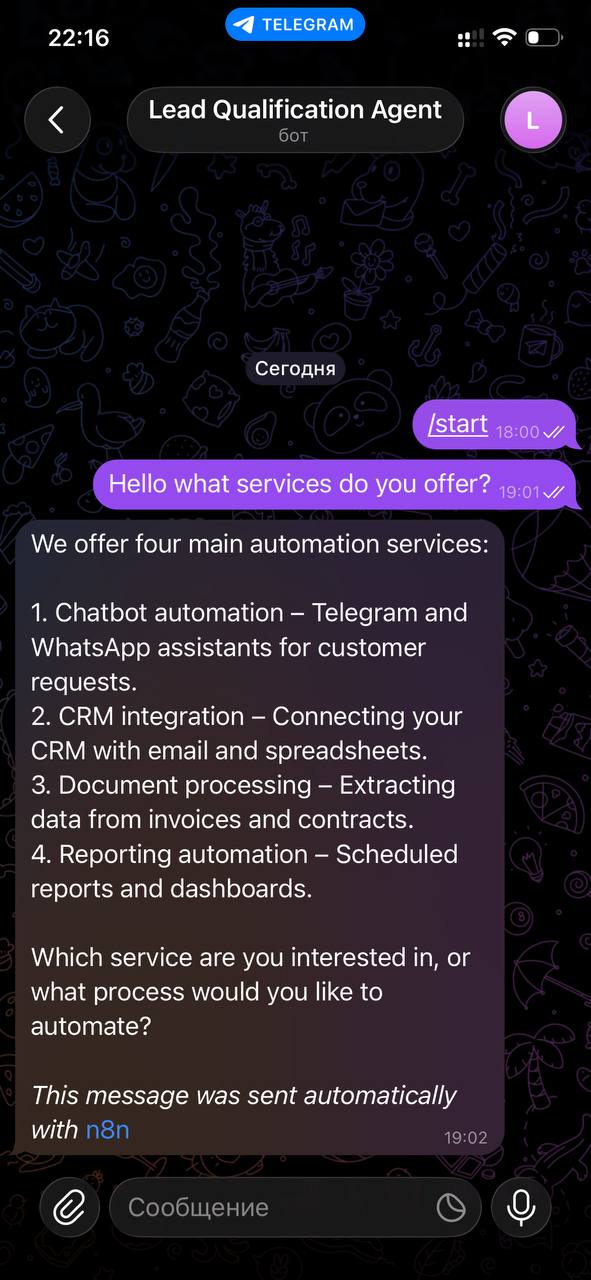 22:16
TELEGRAM
Lead Qualification Agent
бот
L
Сегодня
/start 18:00
Hello what services do you offer? 19:01
We offer four main automation services:
1. Chatbot automation – Telegram and
WhatsApp assistants for customer
requests.
2. CRM integration – Connecting your
CRM with email and spreadsheets.
3. Document processing – Extracting
data from invoices and contracts.
4. Reporting automation – Scheduled
reports and dashboards.
Which service are you interested in, or
what process would you like to
automate?
This message was sent automatically
with n8n 19:02
Сообщение